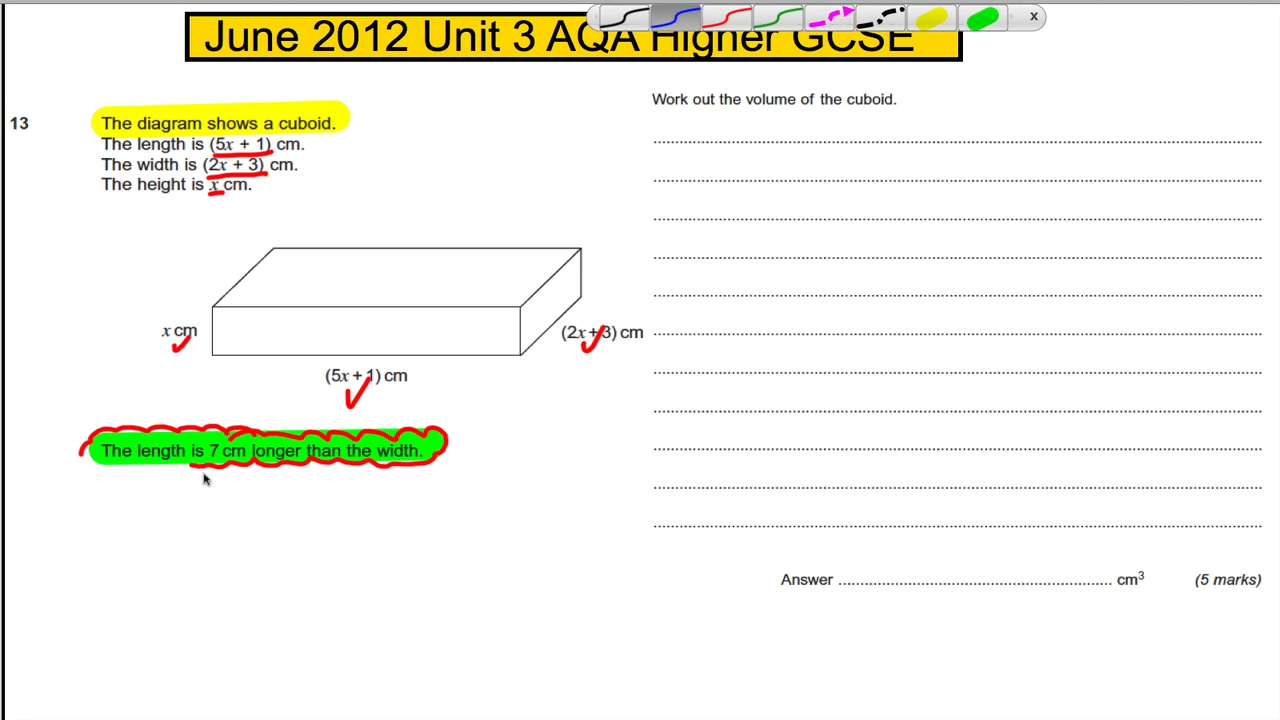 June 2012 Unit 3 AQA Higher GCSE
x
13
The diagram shows a cuboid.
The length is (5x + 1) cm.
The width is (2x + 3) cm.
The height is x cm.
x cm
(2x + 3) cm
(5x + 1) cm
The length is 7 cm longer than the width.
Work out the volume of the cuboid.
Answer ............................................................... cm³ (5 marks)